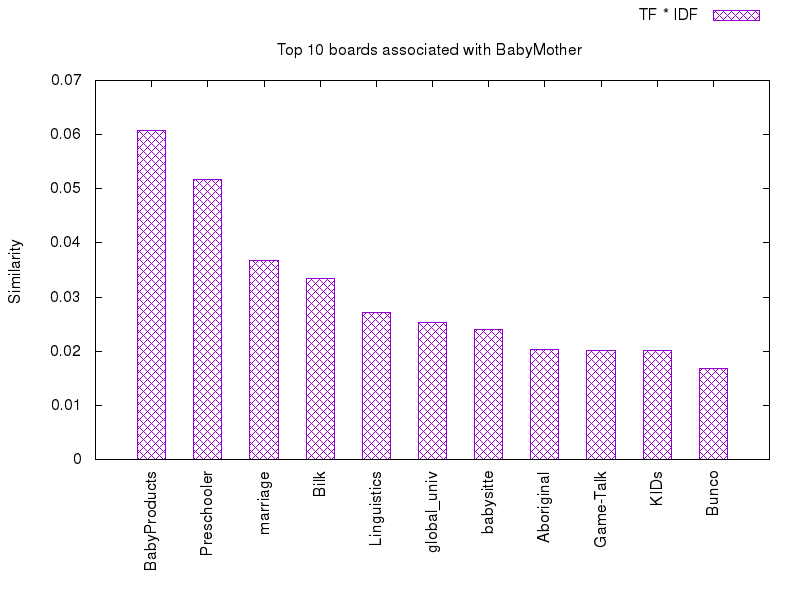 TF * IDF
Top 10 boards associated with BabyMother
0.07
0.06
0.05
0.04
0.03
0.02
0.01
0
Similarity
BabyProducts
Preschooler
marriage
Bilk
Linguistics
global_univ
babysitte
Aboriginal
Game-Talk
KIDs
Bunco